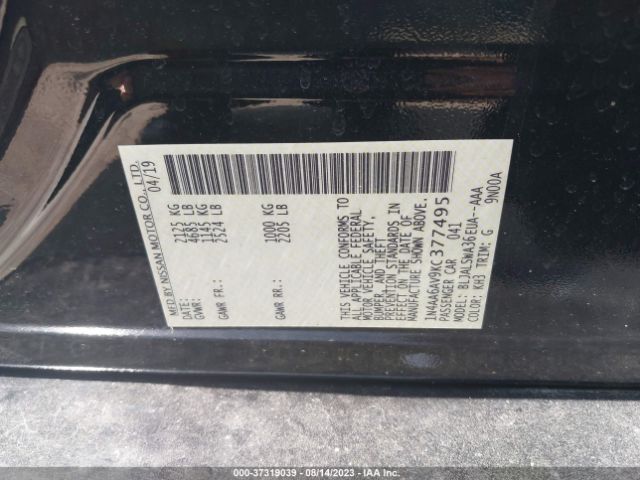 MFD BY NISSAN MOTOR CO., LTD.
DATE: 04/19
GVWR: 2125 KG
4685 LB
GAWR FR.: 1145 KG
2524 LB
GAWR RR.: 1000 KG
2205 LB
THIS VEHICLE CONFORMS TO
ALL APPLICABLE FEDERAL
MOTOR VEHICLE SAFETY,
BUMPER, AND THEFT
PREVENTION STANDARDS IN
EFFECT ON THE DATE OF
MANUFACTURE SHOWN ABOVE.
1N4AA6AV9KC377495
PASSENGER CAR 041
MODEL: BLJALSWA36EUA--AAA
COLOR: KH3 TRIM: G 9N00A
000-37319039 - 08/14/2023 - Copyright © IAA, LLC